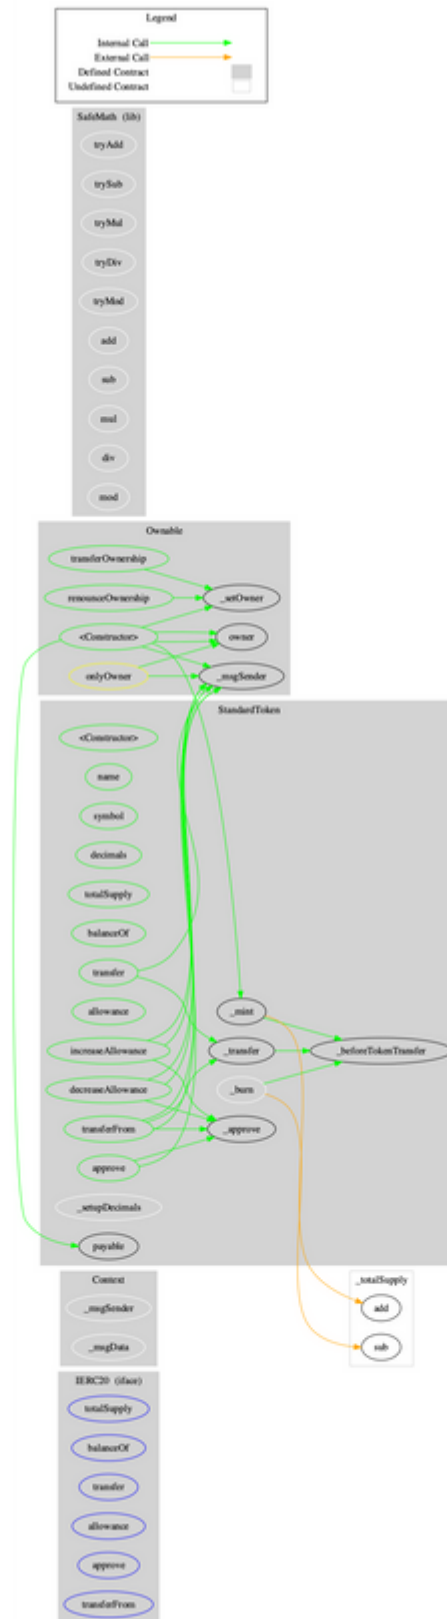 Legend
Internal Call
External Call
Defined Contract
Undefined Contract
SafeMath (lib)
tryAdd
trySub
tryMul
tryDiv
tryMod
add
sub
mul
div
mod
Ownable
transferOwnership
renounceOwnership
_setOwner
<Constructor>
owner
onlyOwner
_msgSender
StandardToken
<Constructor>
name
symbol
decimals
totalSupply
balanceOf
transfer
allowance
_mint
increaseAllowance
_transfer
_beforeTokenTransfer
decreaseAllowance
_burn
transferFrom
_approve
approve
_setupDecimals
payable
Context
_totalSupply
_msgSender
add
_msgData
sub
IERC20 (iface)
totalSupply
balanceOf
transfer
allowance
approve
transferFrom